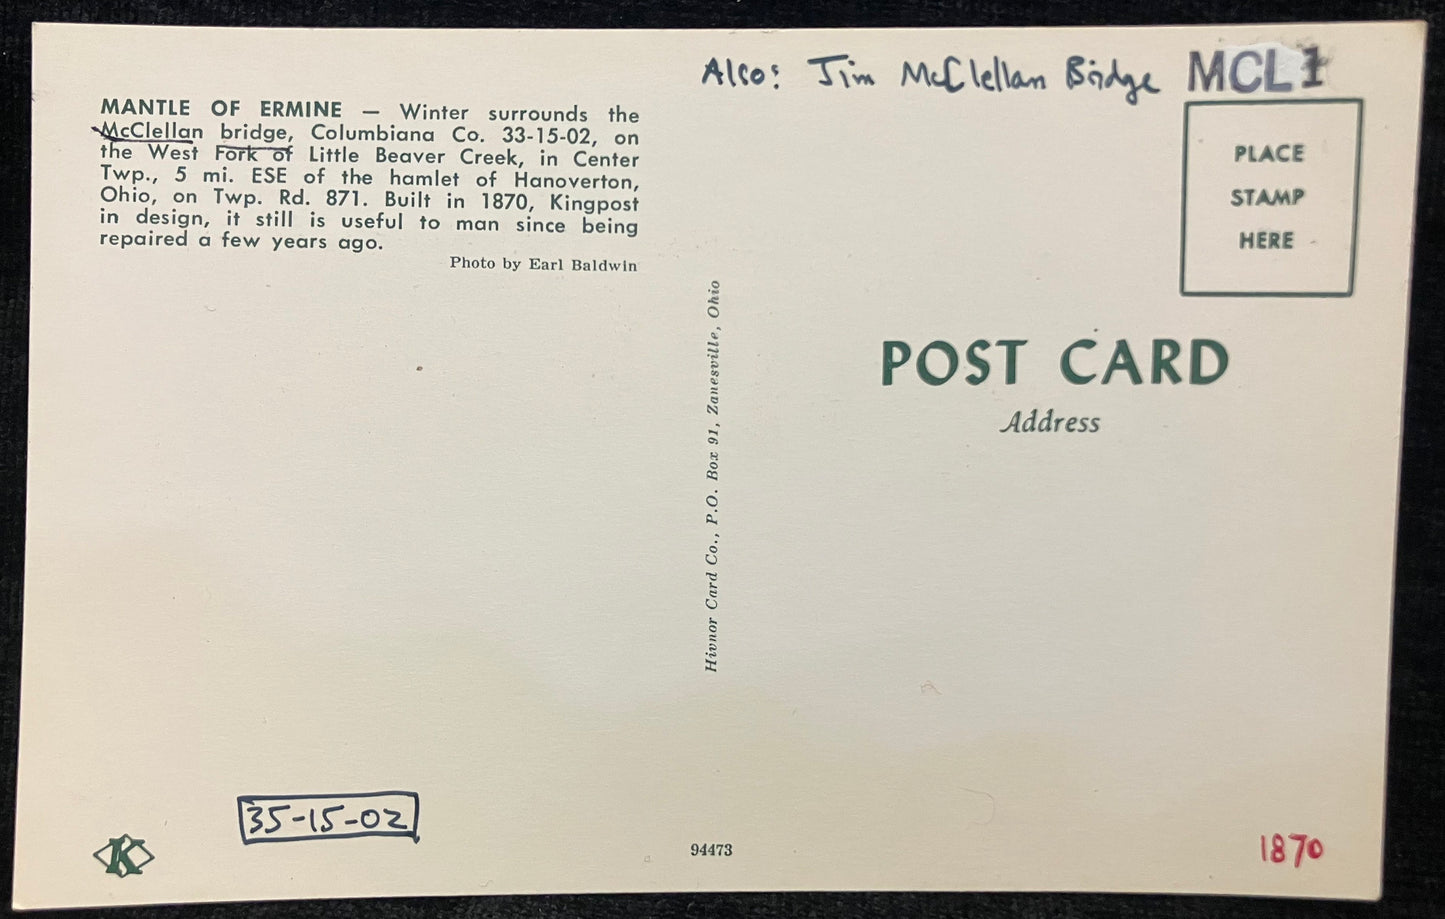 Also: Jim McClellan Bridge MCL1
MANTLE OF ERMINE — Winter surrounds the
McClellan bridge, Columbiana Co. 33-15-02, on
the West Fork of Little Beaver Creek, in Center
Twp., 5 mi. ESE of the hamlet of Hanoverton,
Ohio, on Twp. Rd. 871. Built in 1870, Kingpost
in design, it still is useful to man since being
repaired a few years ago.
Photo by Earl Baldwin
Hivnor Card Co., P.O. Box 91, Zanesville, Ohio
PLACE
STAMP
HERE
POST CARD
Address
35-15-02
K
94473
1870